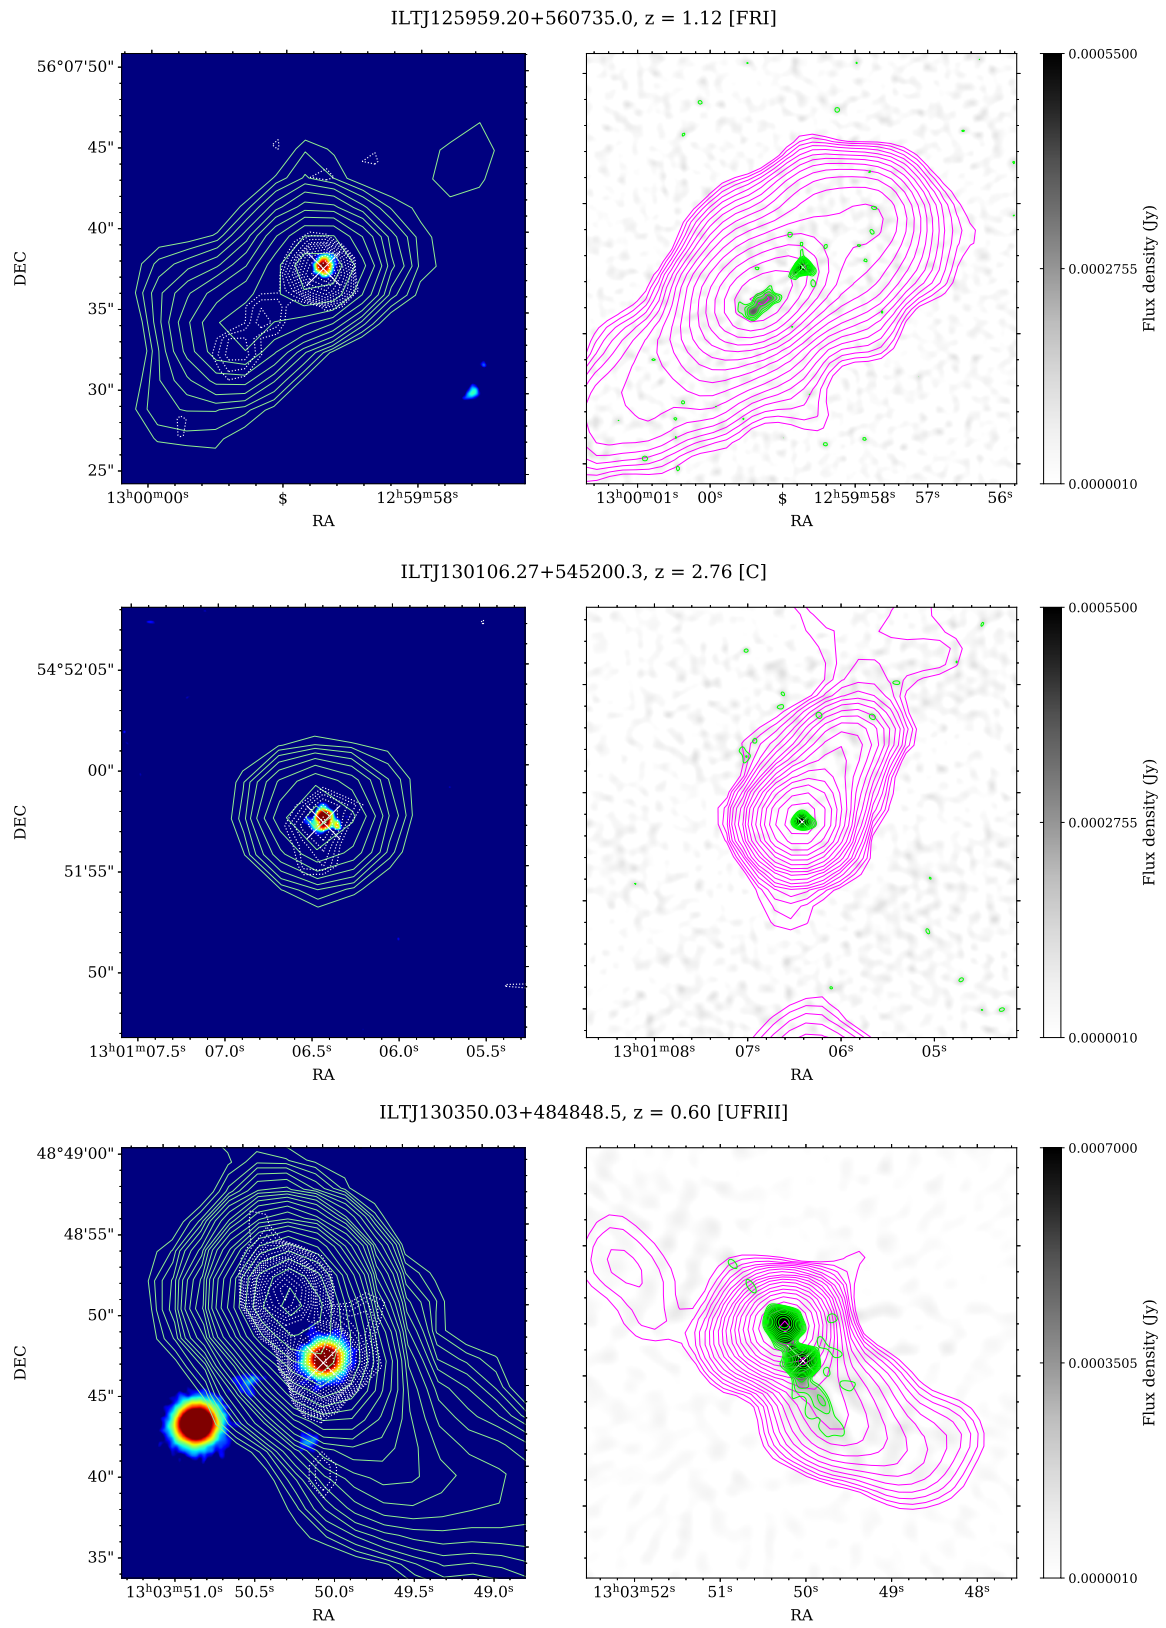 ILTJ125959.20+560735.0, z = 1.12 [FRI]
56°07'50"
45"
40"
35"
30"
25"
DEC
13ʰ00ᵐ00ˢ $ 12ʰ59ᵐ58ˢ
RA
13ʰ00ᵐ01ˢ 00ˢ $ 12ʰ59ᵐ58ˢ 57ˢ 56ˢ
RA
0.0005500
0.0002755
0.0000010
Flux density (Jy)
ILTJ130106.27+545200.3, z = 2.76 [C]
54°52'05"
00"
51'55"
50"
DEC
13ʰ01ᵐ07.5ˢ 07.0ˢ 06.5ˢ 06.0ˢ 05.5ˢ
RA
13ʰ01ᵐ08ˢ 07ˢ 06ˢ 05ˢ
RA
0.0005500
0.0002755
0.0000010
Flux density (Jy)
ILTJ130350.03+484848.5, z = 0.60 [UFRII]
48°49'00"
48'55"
50"
45"
40"
35"
DEC
13ʰ03ᵐ51.0ˢ 50.5ˢ 50.0ˢ 49.5ˢ 49.0ˢ
RA
13ʰ03ᵐ52ˢ 51ˢ 50ˢ 49ˢ 48ˢ
RA
0.0007000
0.0003505
0.0000010
Flux density (Jy)